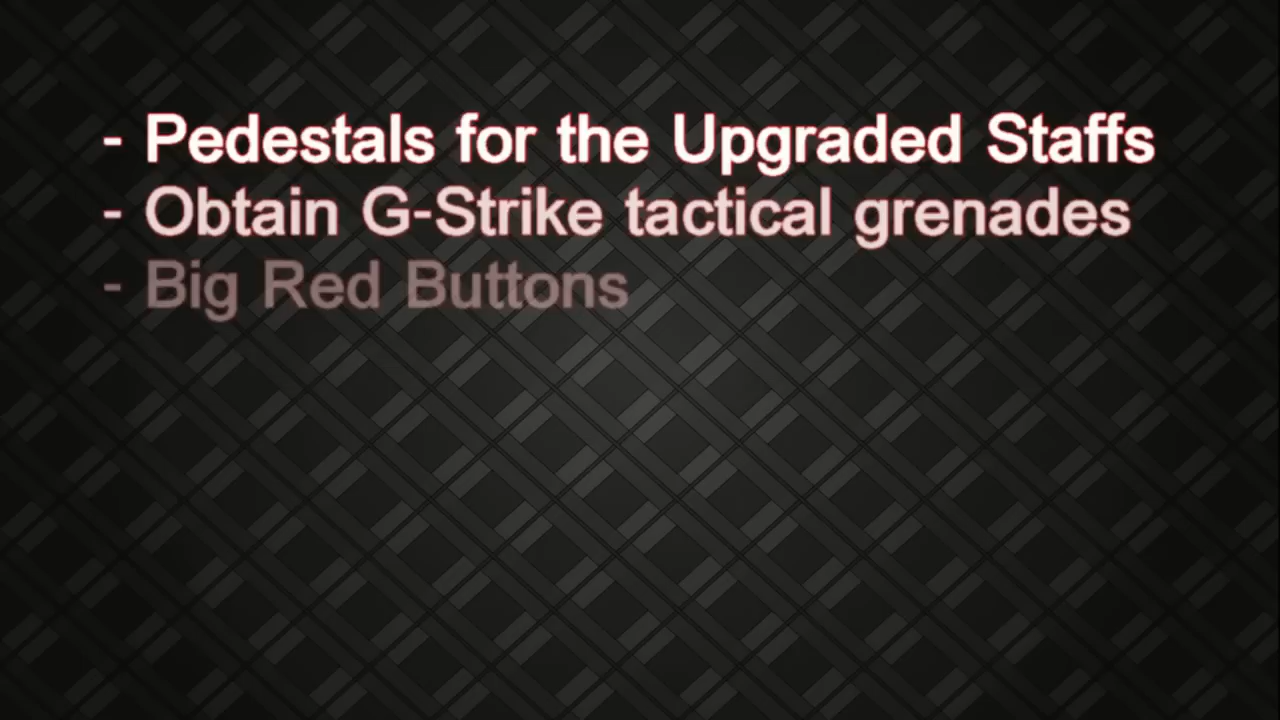 - Pedestals for the Upgraded Staffs
- Obtain G-Strike tactical grenades
- Big Red Buttons